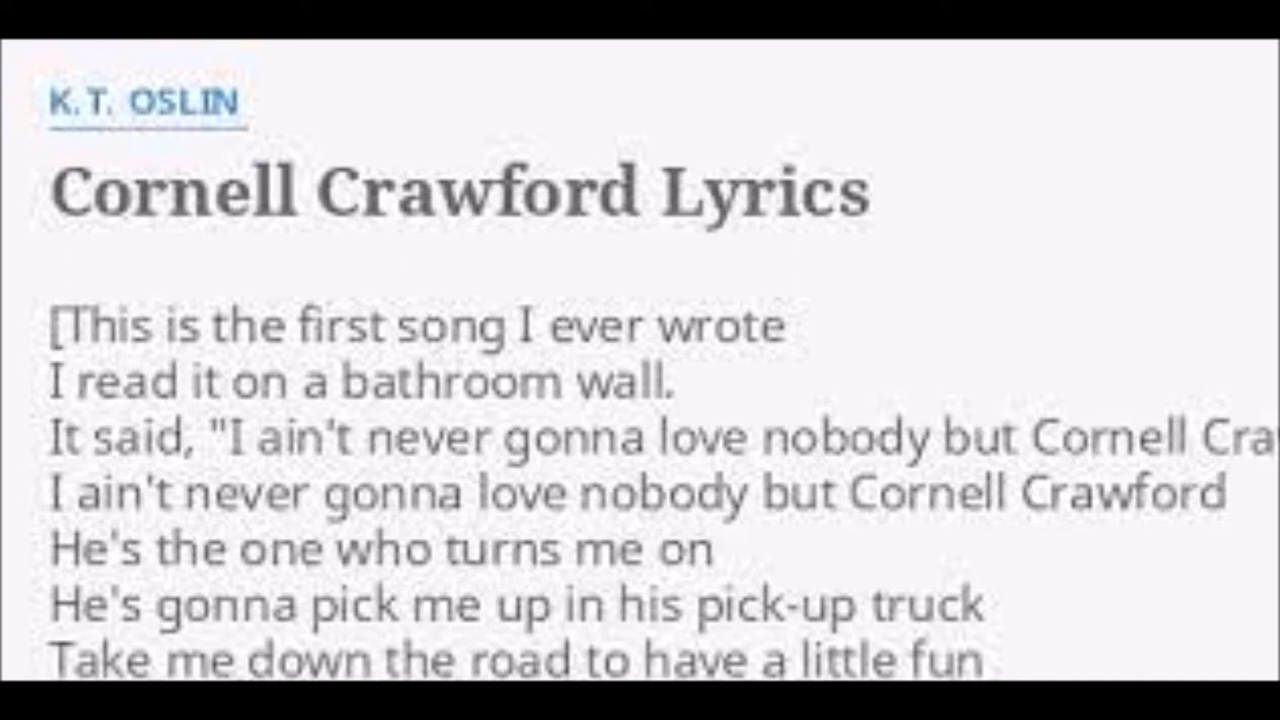 K.T. OSLIN
Cornell Crawford Lyrics
[This is the first song I ever wrote
I read it on a bathroom wall.
It said, "I ain't never gonna love nobody but Cornell Cra
I ain't never gonna love nobody but Cornell Crawford
He's the one who turns me on
He's gonna pick me up in his pick-up truck
Take me down the road to have a little fun